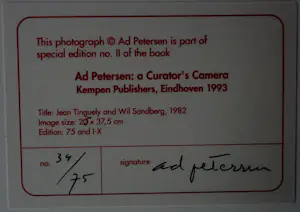 This photograph © Ad Petersen is part of
special edition no. II of the book
Ad Petersen: a Curator's Camera
Kempen Publishers, Eindhoven 1993
Title: Jean Tinguely and Wil Sandberg, 1982
Image size: 25 x 37,5 cm
Edition: 75 and I-X
no. 34/75 signature ad petersen